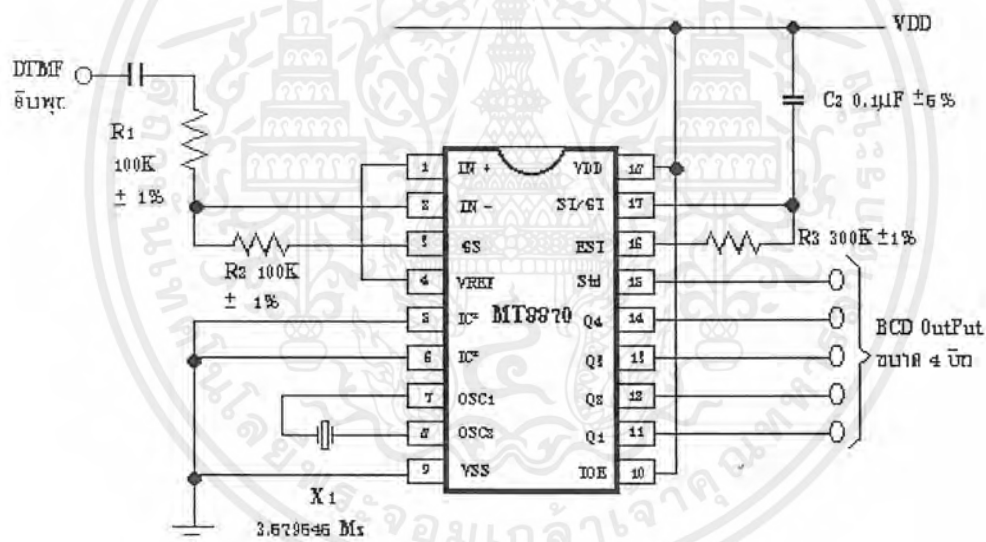 VDD
DTMF
อินพุต
R1
100K
± 1%
C2 0.1µF ±5%
1 IN +
2 IN -
3 GS
4 VREF
5 IC*
6 IC*
7 OSC1
8 OSC2
9 VSS
MT8870
VDD 18
ST/GT 17
EST 16
Std 15
Q4 14
Q3 13
Q2 12
Q1 11
TOE 10
R2 100K
± 1%
R3 300K ±1%
BCD OutPut
ขนาด 4 บิต
X1
3.579545 Mz